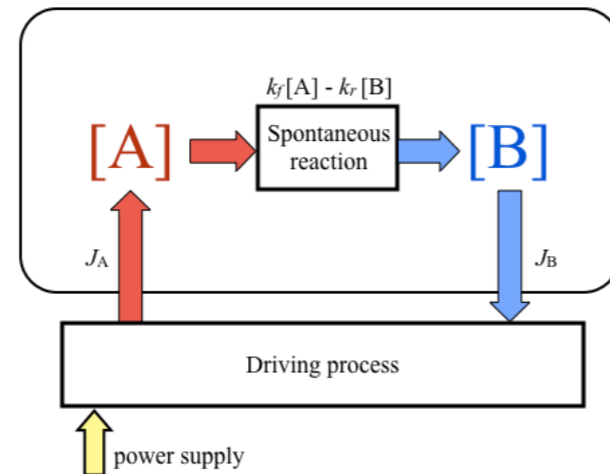 k_f[A] - k_r[B]
Spontaneous
reaction
[A]
[B]
J_A
J_B
Driving process
power supply